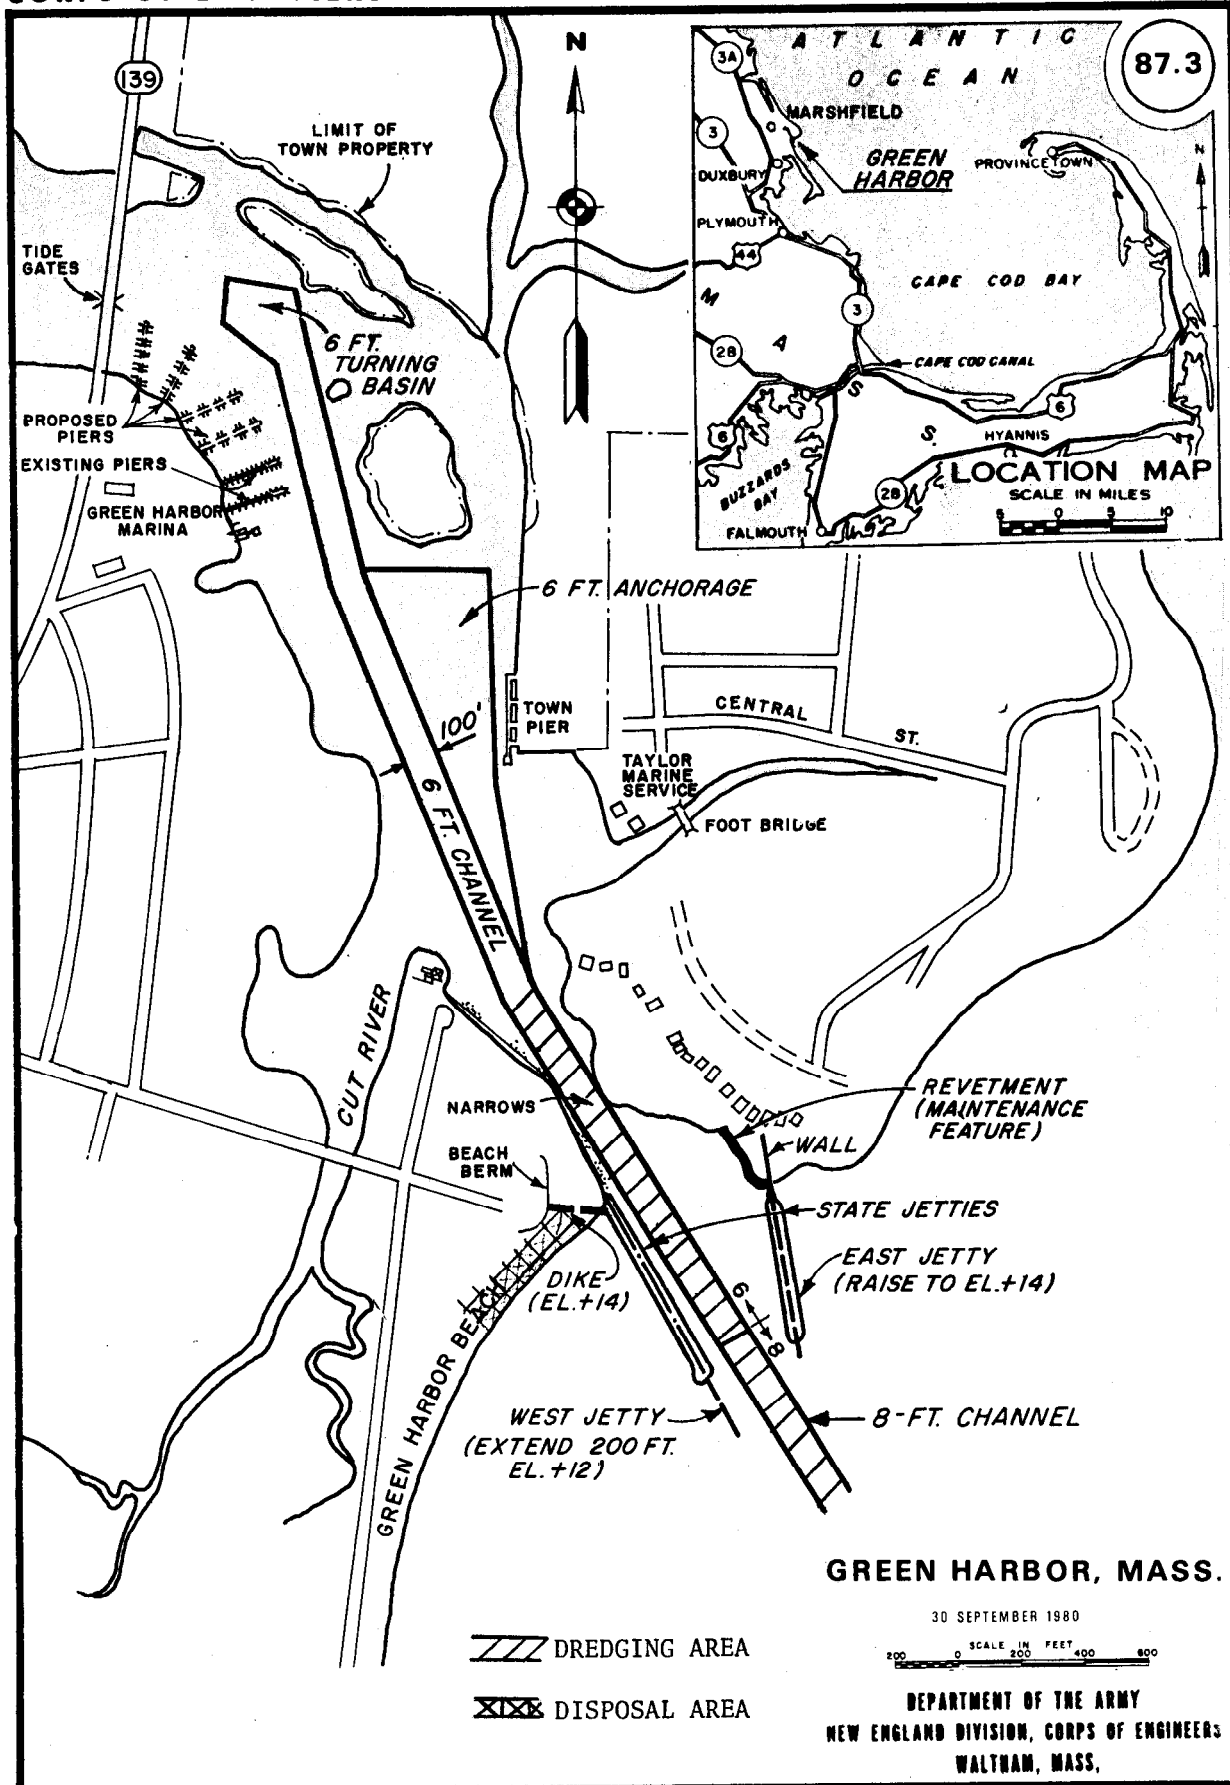 87.3
ATLANTIC
OCEAN
3A
MARSHFIELD
3
GREEN
HARBOR
DUXBURY
PROVINCETOWN
N
PLYMOUTH
44
CAPE COD BAY
3
MASS.
28
CAPE COD CANAL
6
6
HYANNIS
BUZZARDS
BAY
28
FALMOUTH
LOCATION MAP
SCALE IN MILES
5 0 5 10
N
139
LIMIT OF
TOWN PROPERTY
TIDE
GATES
6 FT.
TURNING
BASIN
PROPOSED
PIERS
EXISTING PIERS
GREEN HARBOR
MARINA
6 FT. ANCHORAGE
100'
TOWN
PIER
CENTRAL ST.
TAYLOR
MARINE
SERVICE
FOOT BRIDGE
6 FT. CHANNEL
CUT RIVER
NARROWS
REVETMENT
(MAINTENANCE
FEATURE)
WALL
BEACH
BERM
STATE JETTIES
EAST JETTY
(RAISE TO EL.+14)
DIKE
(EL.+14)
6
8
GREEN HARBOR BEACH
WEST JETTY
(EXTEND 200 FT.
EL.+12)
8-FT. CHANNEL
GREEN HARBOR, MASS.
30 SEPTEMBER 1980
SCALE IN FEET
200 0 200 400 600
DREDGING AREA
DISPOSAL AREA
DEPARTMENT OF THE ARMY
NEW ENGLAND DIVISION, CORPS OF ENGINEERS
WALTHAM, MASS.